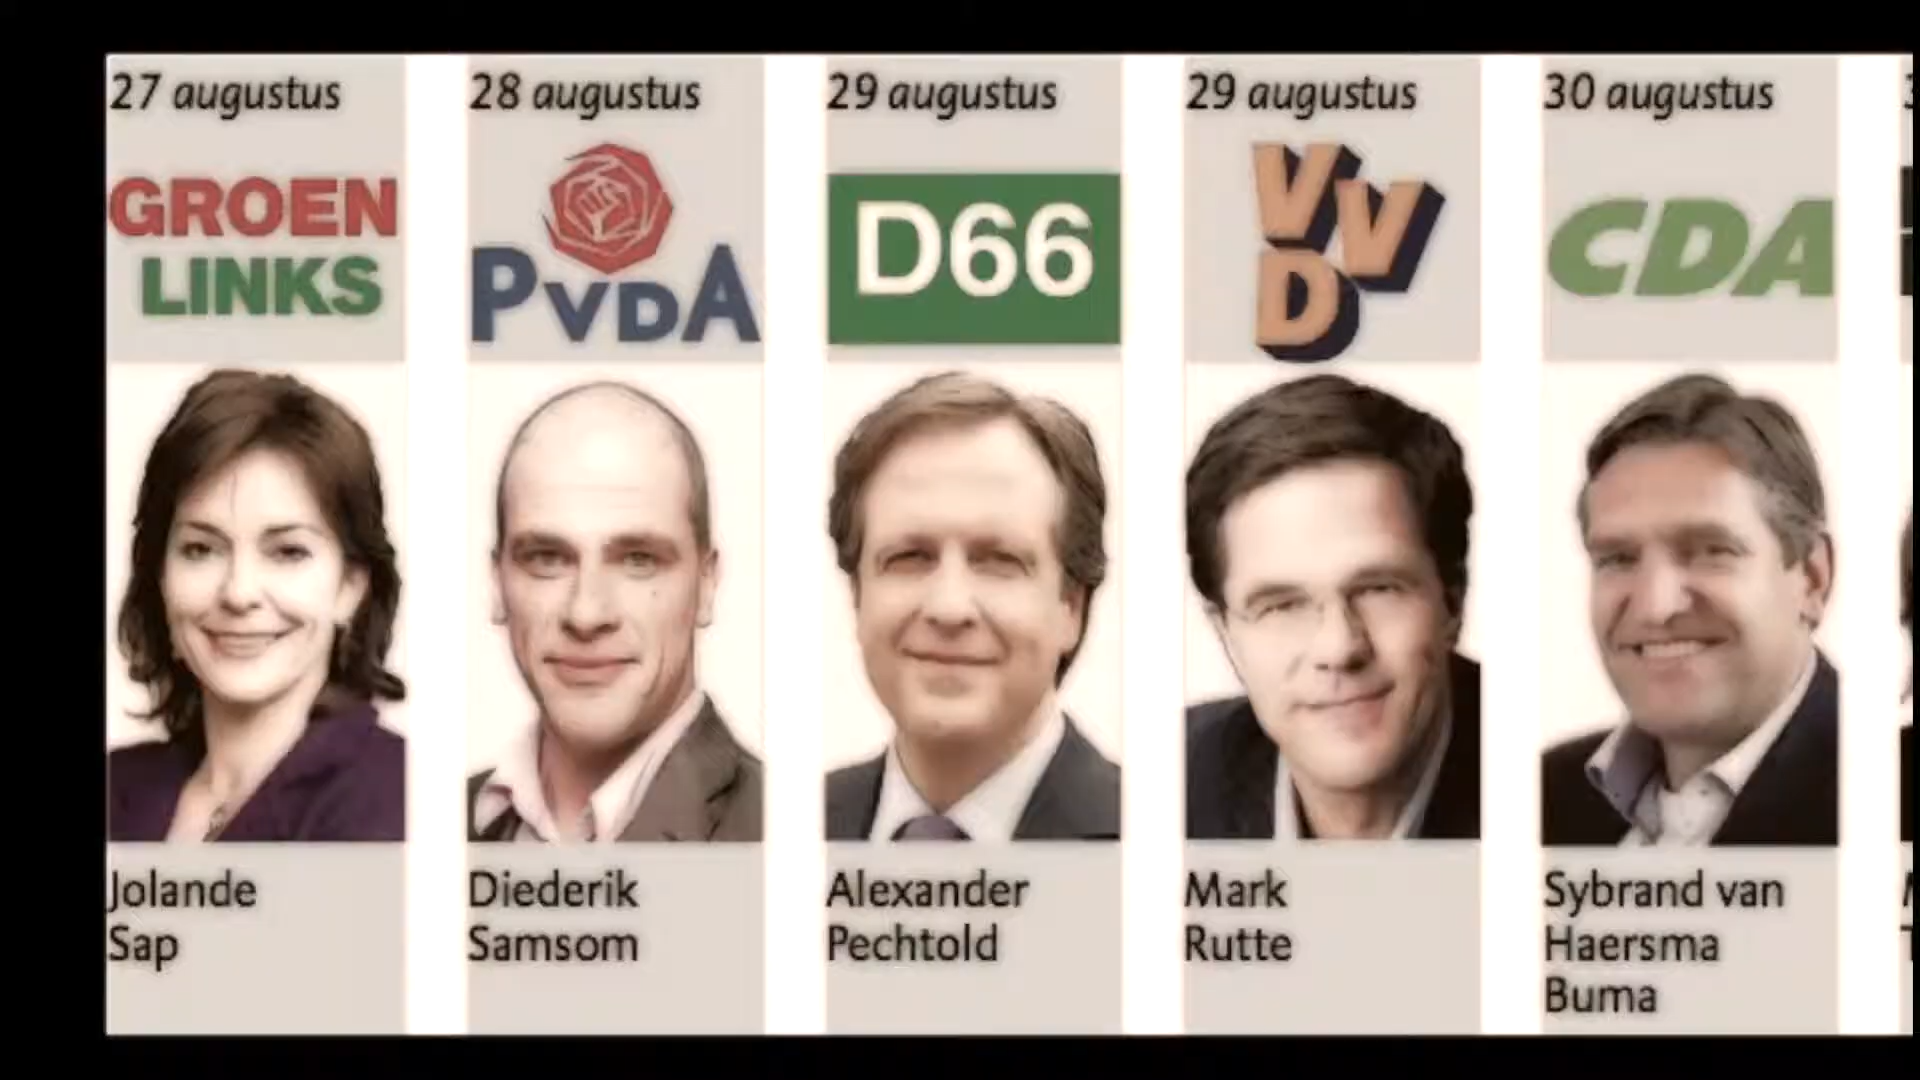 27 augustus
GROEN
LINKS
Jolande
Sap
28 augustus
PvdA
Diederik
Samsom
29 augustus
D66
Alexander
Pechtold
29 augustus
VVD
Mark
Rutte
30 augustus
CDA
Sybrand van
Haersma
Buma